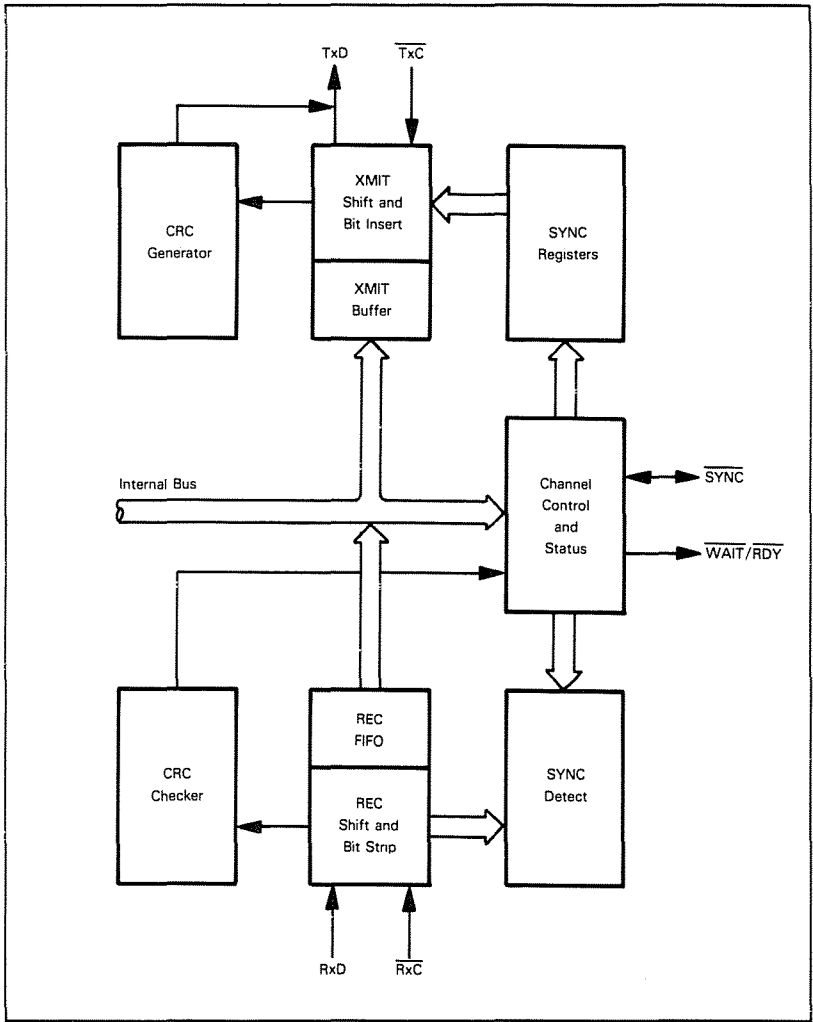 TxD
TxC
CRC
Generator
XMIT
Shift and
Bit Insert
XMIT
Buffer
SYNC
Registers
Internal Bus
Channel
Control
and
Status
SYNC
WAIT/RDY
CRC
Checker
REC
FIFO
REC
Shift and
Bit Strip
SYNC
Detect
RxD
RxC